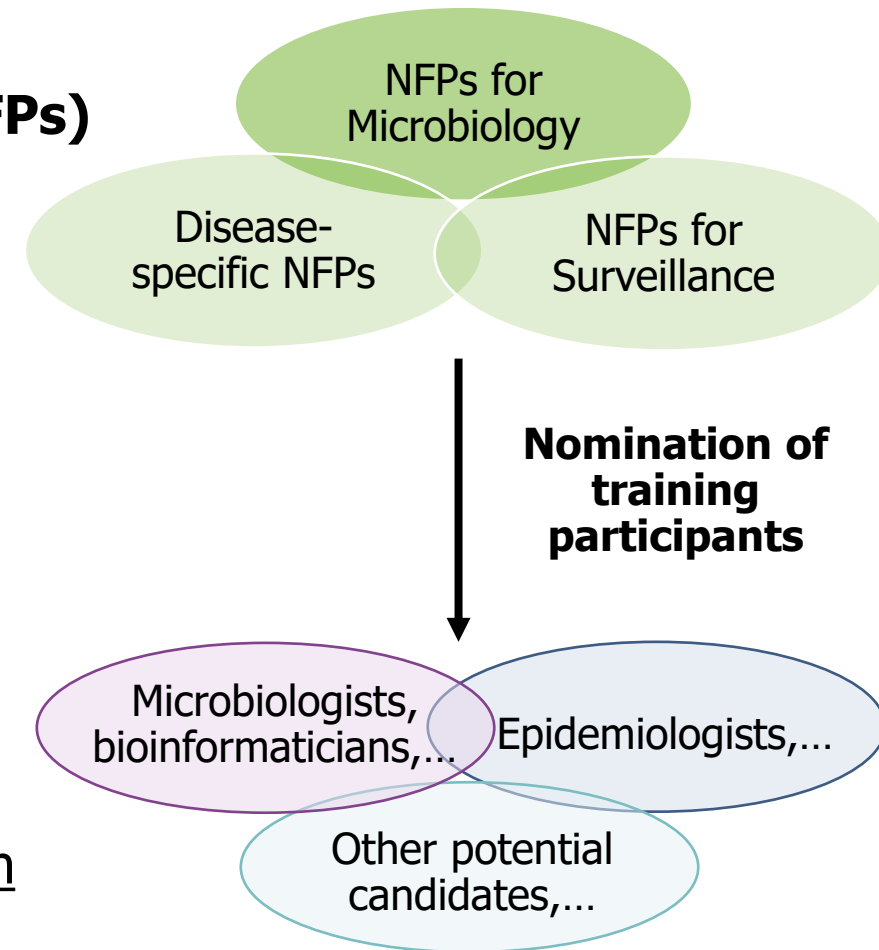 NFPs for
Microbiology
FPs)
Disease-
specific NFPs
NFPs for
Surveillance
Nomination of
training
participants
Microbiologists,
bioinformaticians,...
Epidemiologists,...
Other potential
candidates,...
n